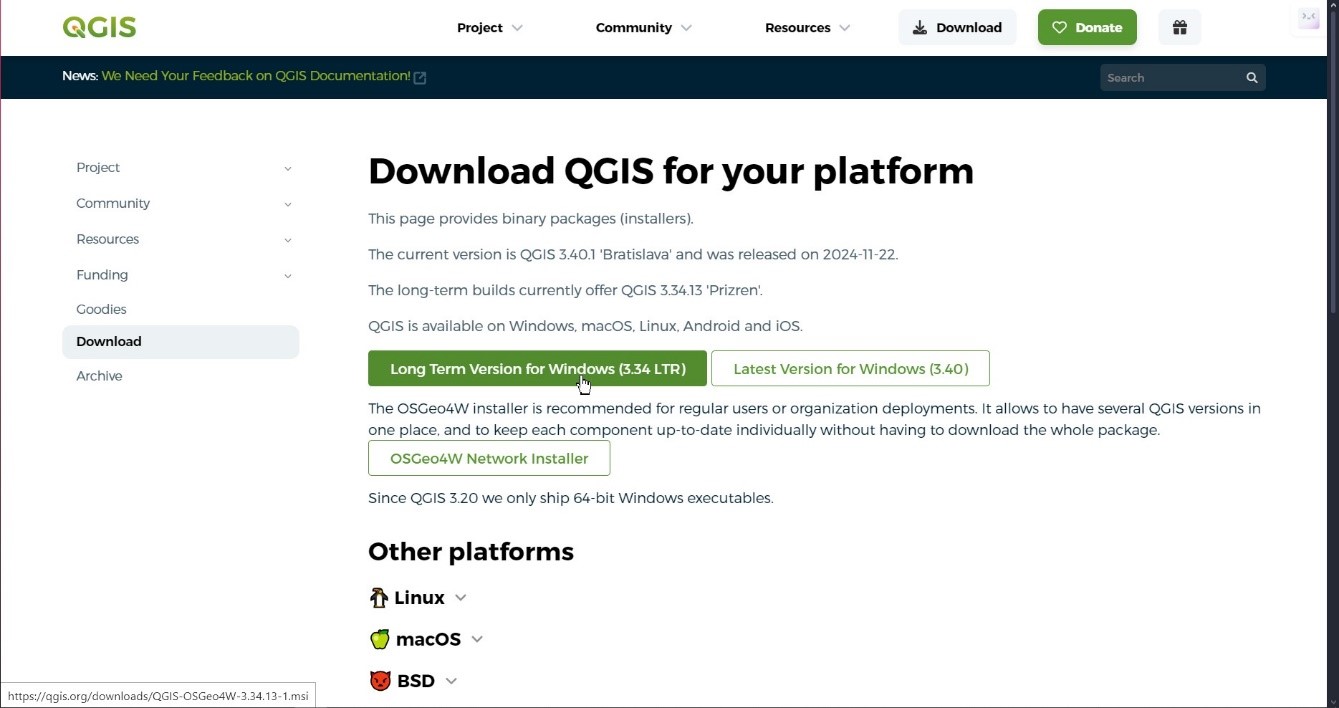 QGIS
Project
Community
Resources
Download
Donate
News: We Need Your Feedback on QGIS Documentation!
Search
Project
Community
Resources
Funding
Goodies
Download
Archive
Download QGIS for your platform
This page provides binary packages (installers).
The current version is QGIS 3.40.1 'Bratislava' and was released on 2024-11-22.
The long-term builds currently offer QGIS 3.34.13 'Prizren'.
QGIS is available on Windows, macOS, Linux, Android and iOS.
Long Term Version for Windows (3.34 LTR)
Latest Version for Windows (3.40)
The OSGeo4W installer is recommended for regular users or organization deployments. It allows to have several QGIS versions in
one place, and to keep each component up-to-date individually without having to download the whole package.
OSGeo4W Network Installer
Since QGIS 3.20 we only ship 64-bit Windows executables.
Other platforms
Linux
macOS
BSD
https://qgis.org/downloads/QGIS-OSGeo4W-3.34.13-1.msi